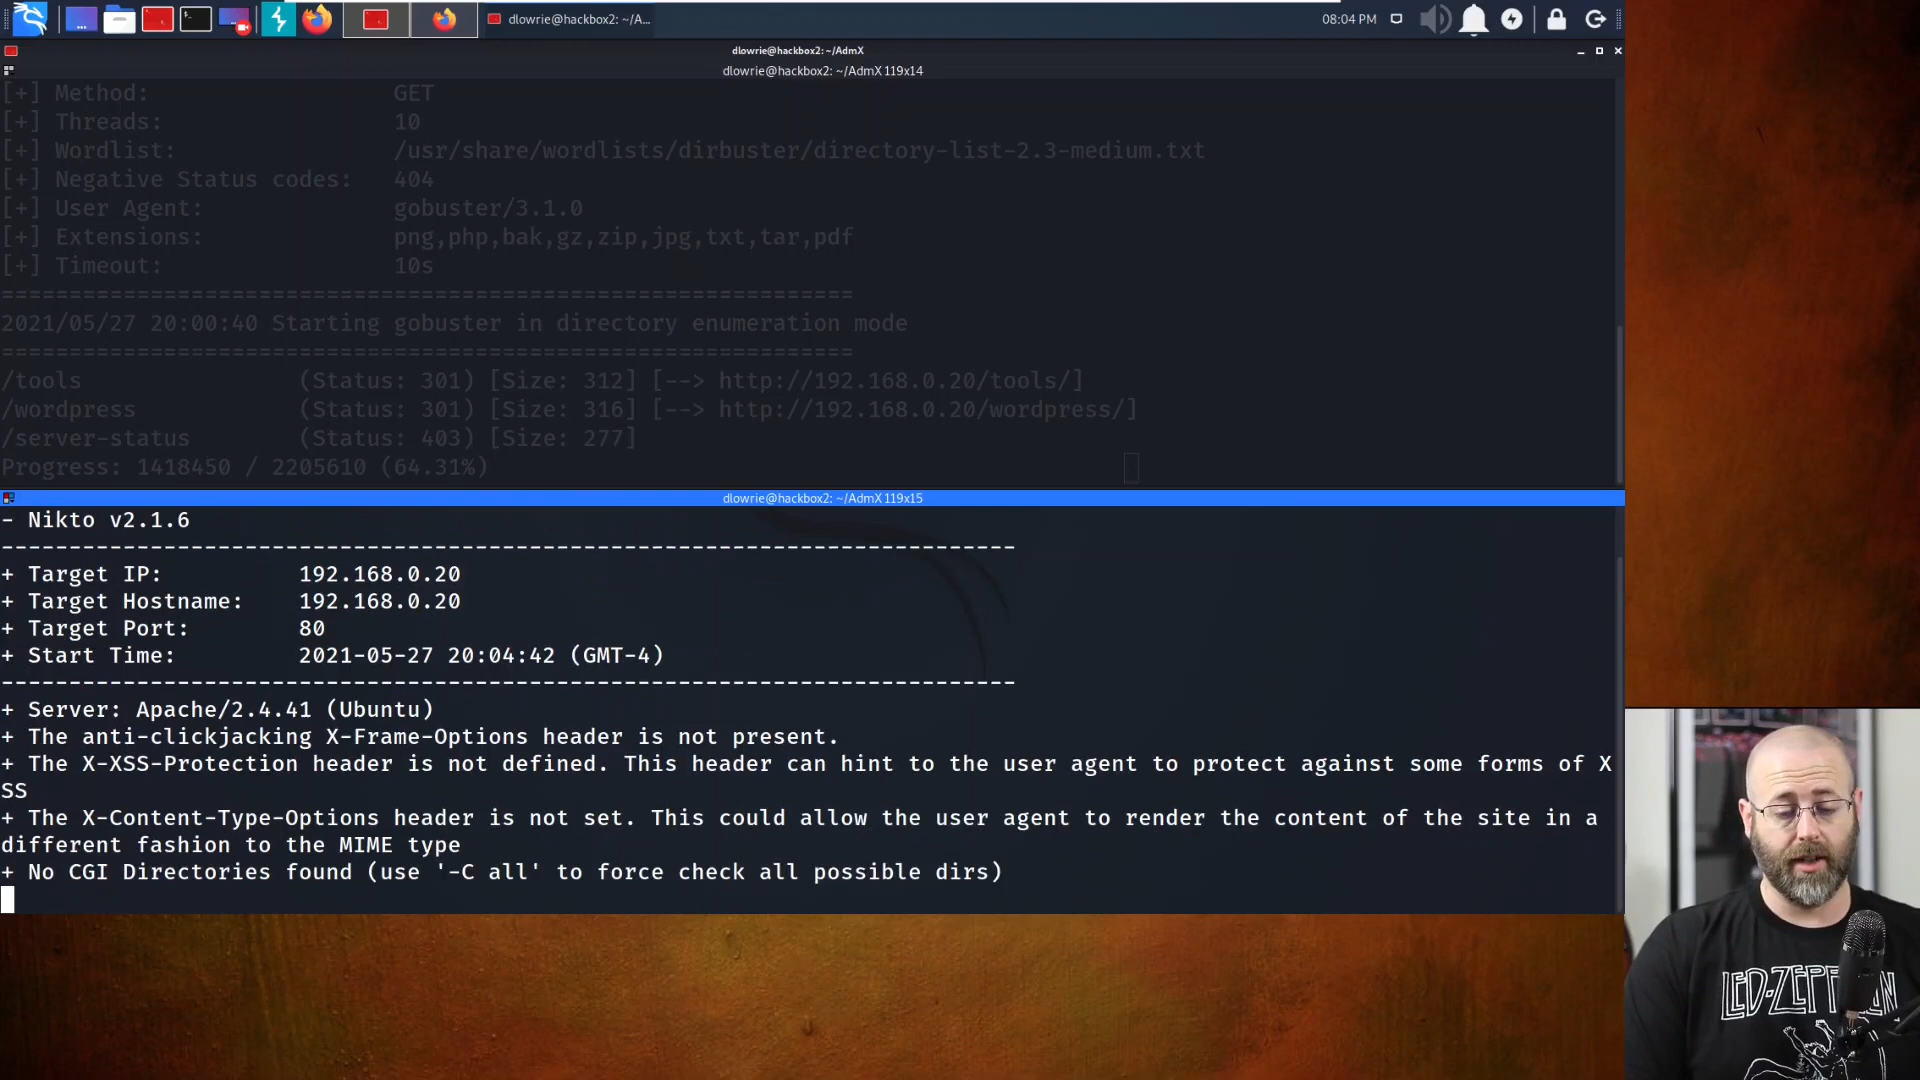 dlowrie@hackbox2: ~/A...
08:04 PM
dlowrie@hackbox2: ~/AdmX
dlowrie@hackbox2: ~/AdmX 119x14
[+] Method:                  GET
[+] Threads:                 10
[+] Wordlist:                /usr/share/wordlists/dirbuster/directory-list-2.3-medium.txt
[+] Negative Status codes:   404
[+] User Agent:              gobuster/3.1.0
[+] Extensions:              png,php,bak,gz,zip,jpg,txt,tar,pdf
[+] Timeout:                 10s
===============================================================
2021/05/27 20:00:40 Starting gobuster in directory enumeration mode
===============================================================
/tools                (Status: 301) [Size: 312] [--> http://192.168.0.20/tools/]
/wordpress            (Status: 301) [Size: 316] [--> http://192.168.0.20/wordpress/]
/server-status        (Status: 403) [Size: 277]
Progress: 1418450 / 2205610 (64.31%)
dlowrie@hackbox2: ~/AdmX 119x15
- Nikto v2.1.6
---------------------------------------------------------------------------
+ Target IP:          192.168.0.20
+ Target Hostname:    192.168.0.20
+ Target Port:        80
+ Start Time:         2021-05-27 20:04:42 (GMT-4)
---------------------------------------------------------------------------
+ Server: Apache/2.4.41 (Ubuntu)
+ The anti-clickjacking X-Frame-Options header is not present.
+ The X-XSS-Protection header is not defined. This header can hint to the user agent to protect against some forms of X
SS
+ The X-Content-Type-Options header is not set. This could allow the user agent to render the content of the site in a
different fashion to the MIME type
+ No CGI Directories found (use '-C all' to force check all possible dirs)
LED-ZEPPELIN